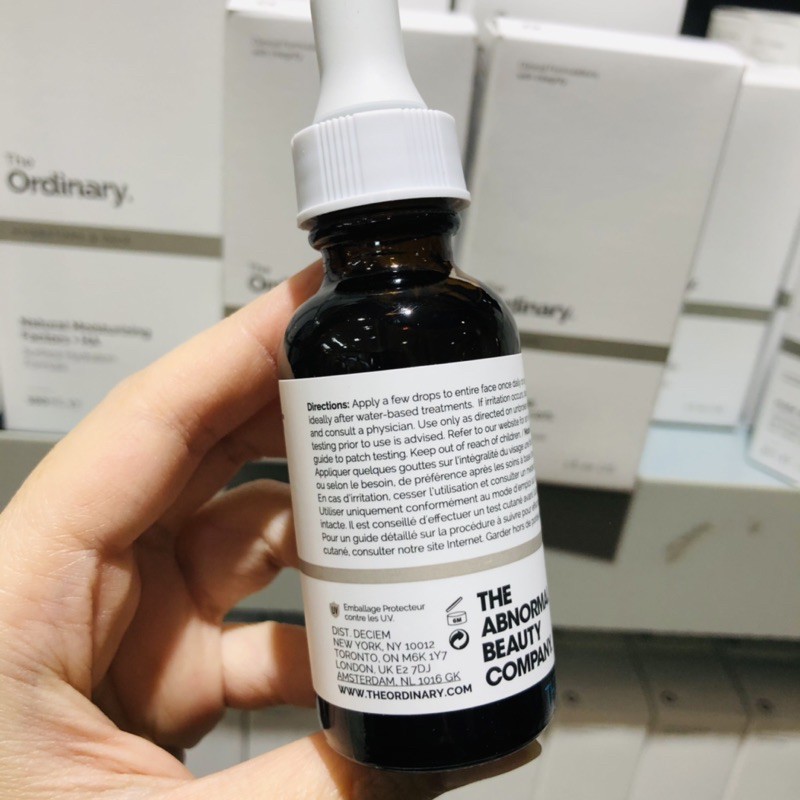 The
Ordinary.
Natural Moisturizing
Factors + HA
The
Ordinary.
Directions: Apply a few drops to entire face once daily
ideally after water-based treatments. If irritation occurs,
and consult a physician. Use only as directed on
testing prior to use is advised. Refer to our website for
guide to patch testing. Keep out of reach of children.
Appliquer quelques gouttes sur l'intégralité du visage
ou selon le besoin, de préférence après les soins à
En cas d'irritation, cesser l'utilisation et consulter un
Utiliser uniquement conformément au mode d'emploi
intacte. Il est conseillé d'effectuer un test cutané
Pour un guide détaillé sur la procédure à suivre pour
cutané, consulter notre site Internet. Garder hors de
UV
Emballage Protecteur
contre les U.V.
6M
DIST. DECIEM
NEW YORK, NY 10012
TORONTO, ON M6K 1Y7
LONDON, UK E2 7DJ
AMSTERDAM, NL 1016 GK
WWW.THEORDINARY.COM
THE
ABNORMAL
BEAUTY
COMPANY.